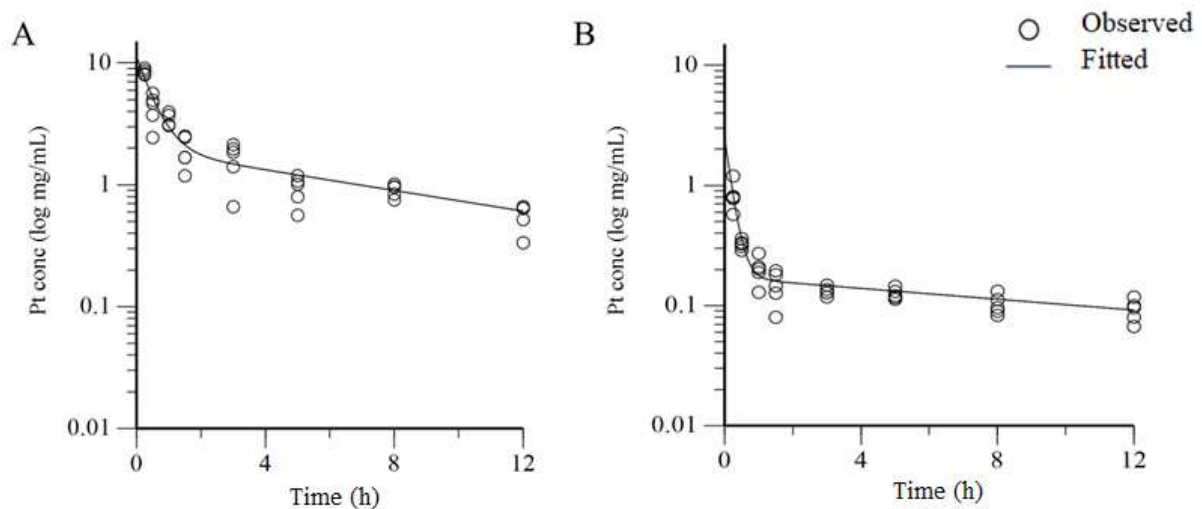 A
Pt conc (log mg/mL)
10
1
0.1
0.01
0
4
8
12
Time (h)
B
Pt conc (log mg/mL)
10
1
0.1
0.01
0
4
8
12
Time (h)
Observed
Fitted